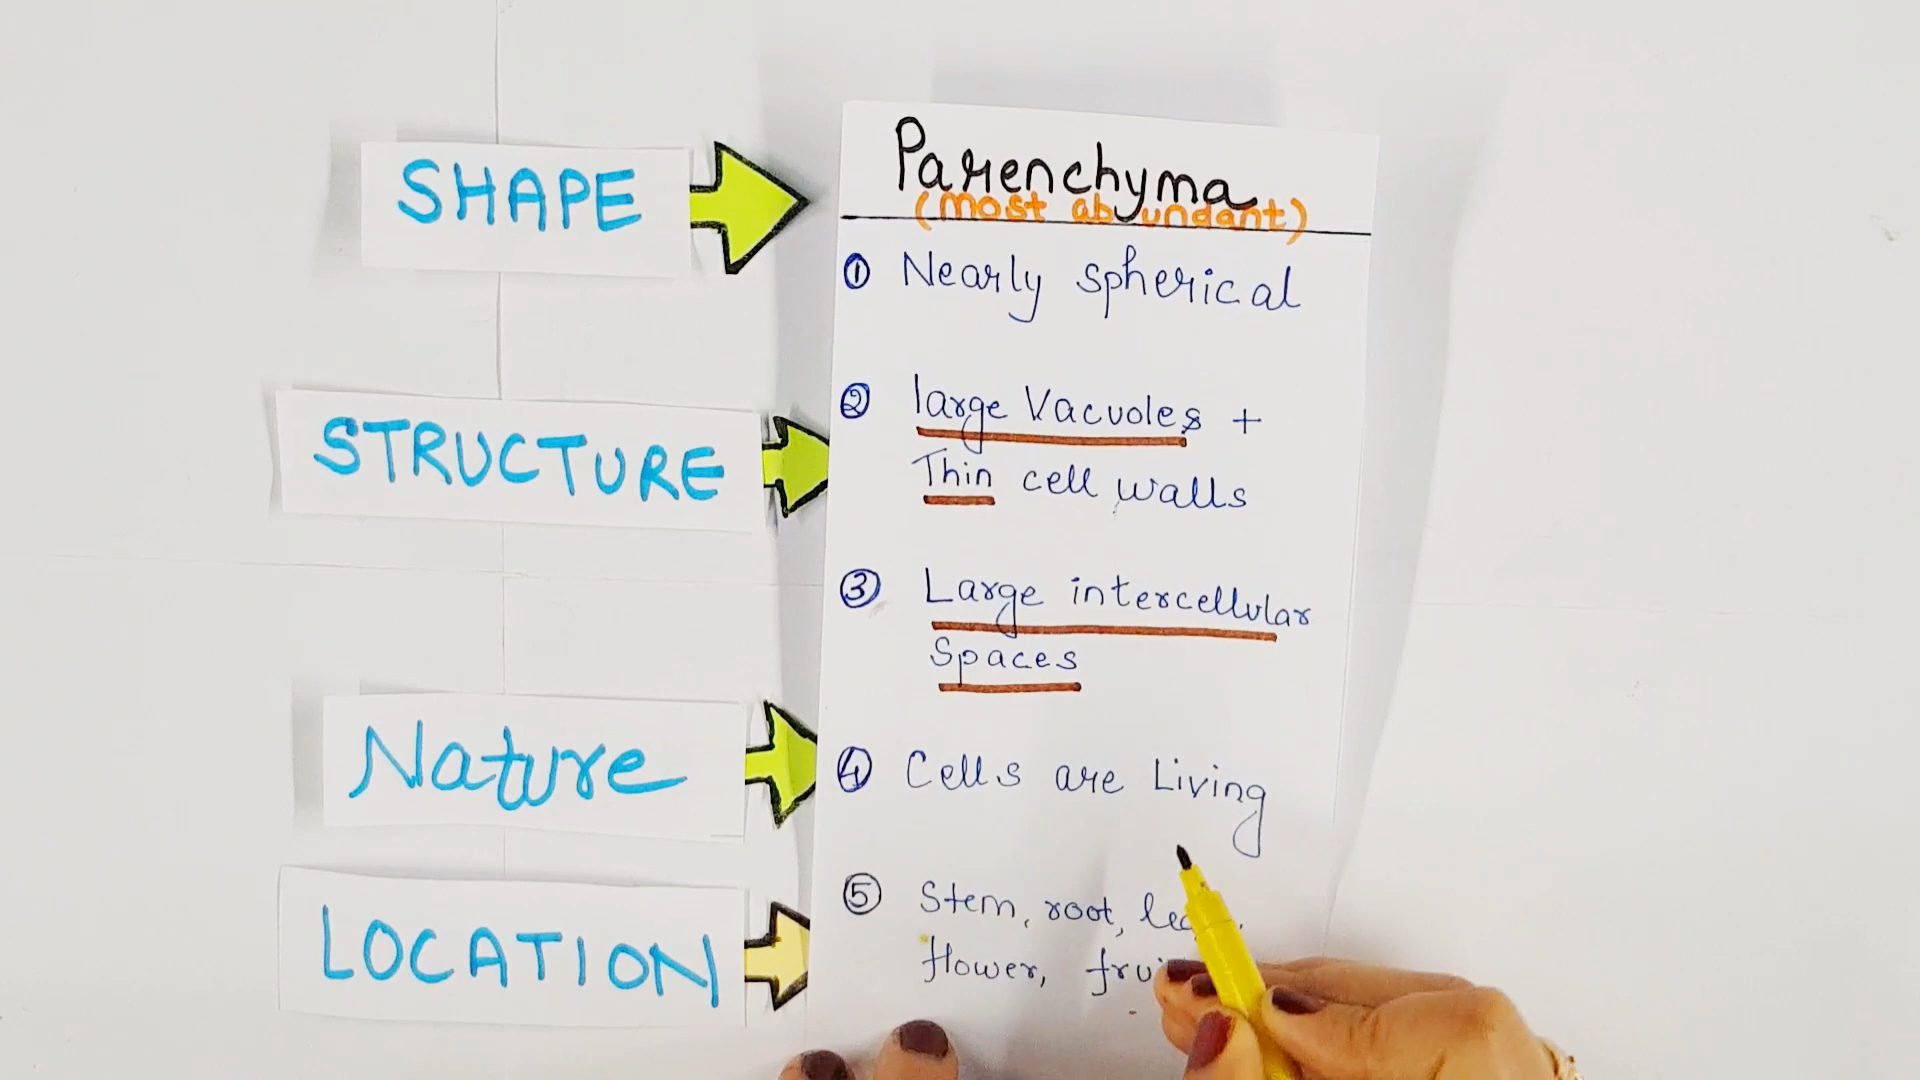 SHAPE
Parenchyma
(most abundant)
① Nearly spherical
STRUCTURE
② large Vacuoles +
Thin cell walls
③ Large intercellular
Spaces
Nature
④ Cells are Living
LOCATION
⑤ Stem, root,
flower,